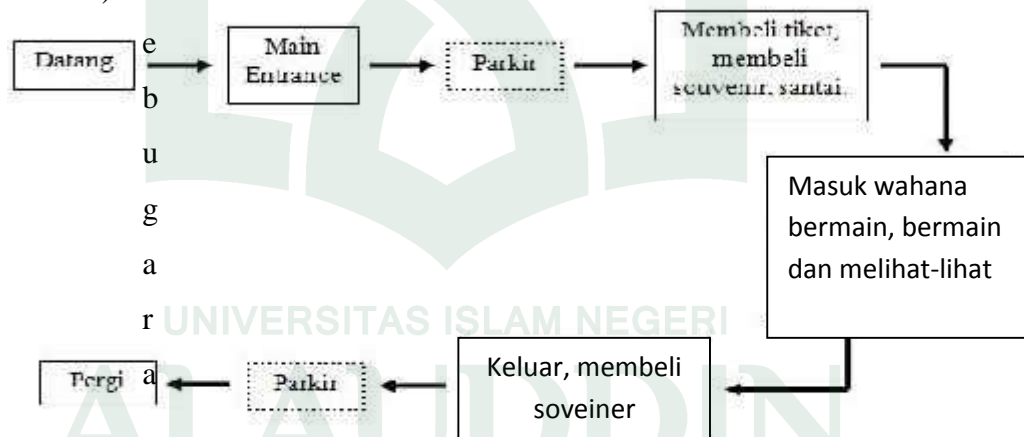 Datang
Main
Entrance
Parkir
Membeli tiket,
membeli
souvenir, santai.
e
b
u
g
a
r
a
Masuk wahana
bermain, bermain
dan melihat-lihat
UNIVERSITAS ISLAM NEGERI
Keluar, membeli
soveiner
Parkir
Pergi
ALAUDDIN